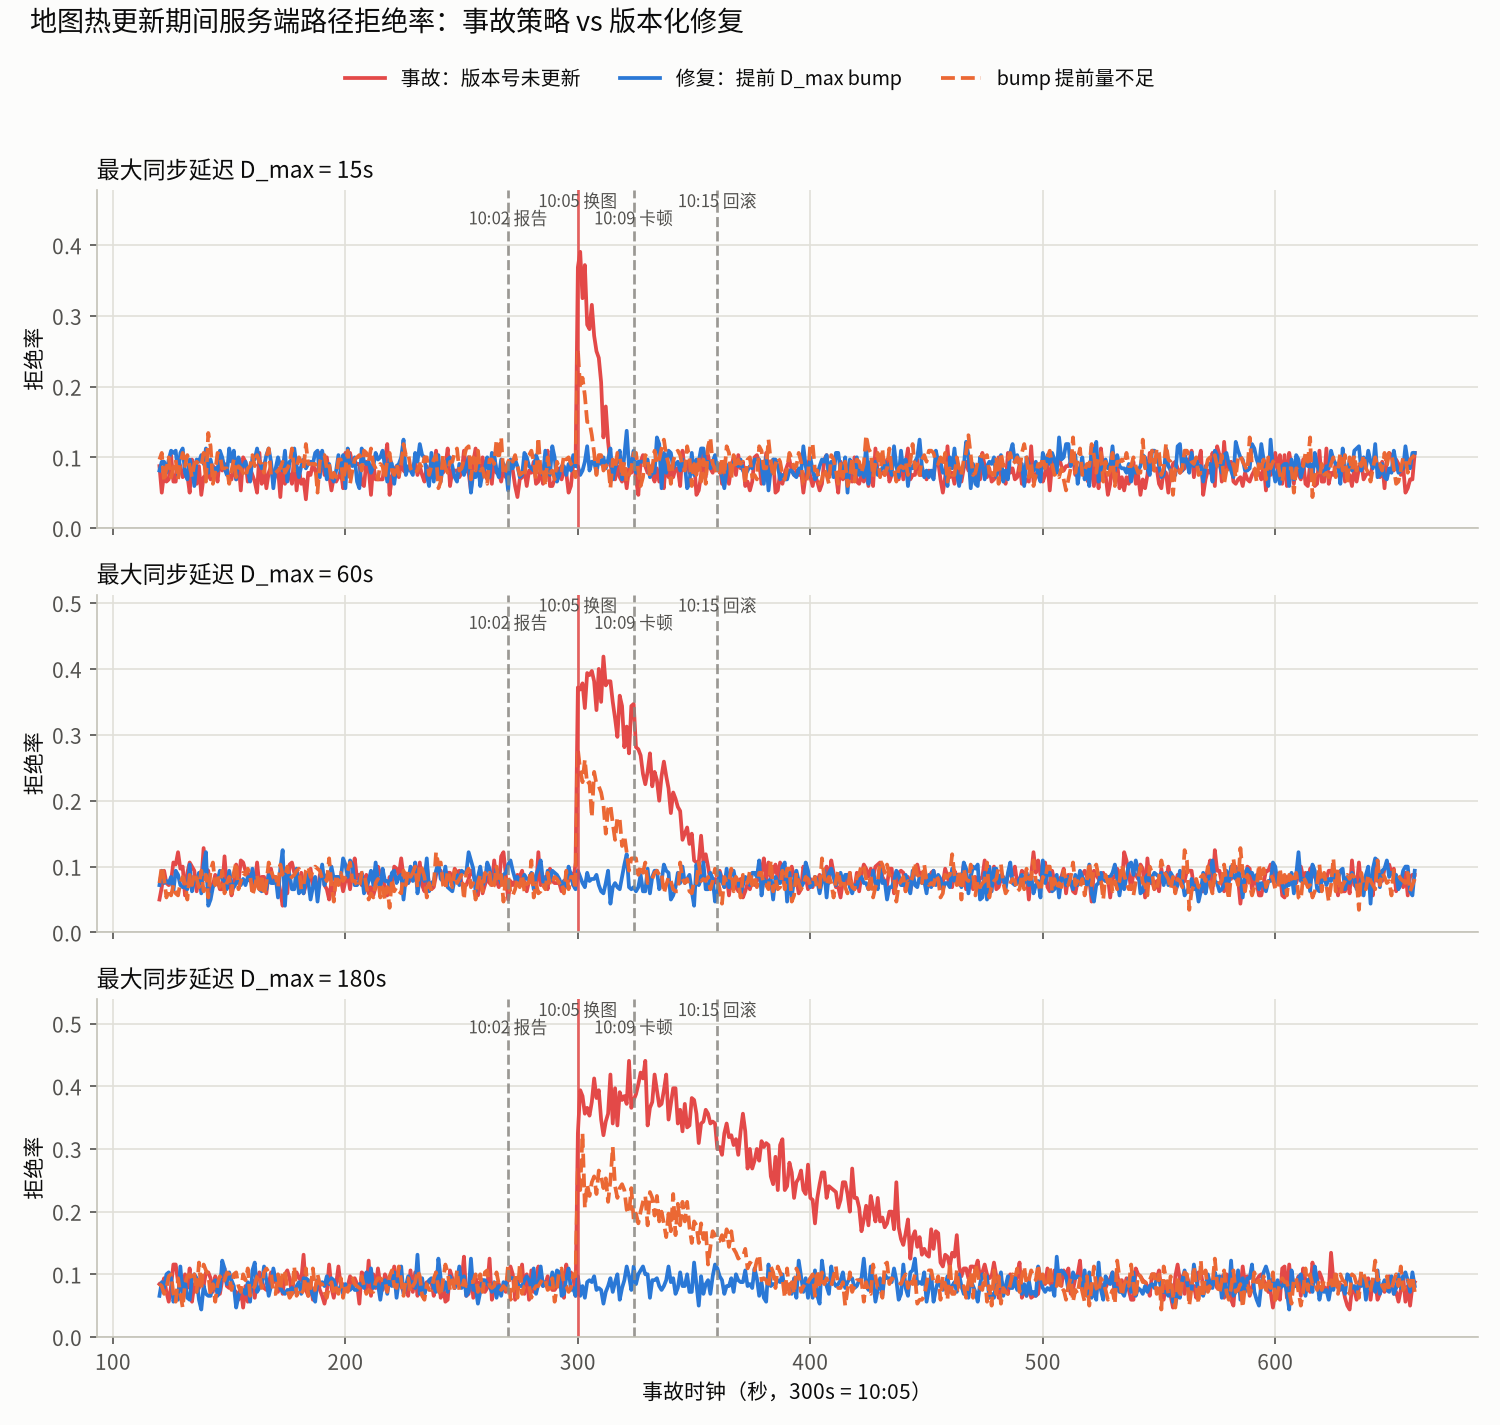 地图热更新期间服务端路径拒绝率：事故策略 vs 版本化修复
事故：版本号未更新 修复：提前 D_max bump bump 提前量不足
最大同步延迟 D_max = 15s
10:05 换图 10:15 回滚
10:02 报告 10:09 卡顿
0.4
0.3
0.2
0.1
0.0
拒绝率
最大同步延迟 D_max = 60s
10:05 换图 10:15 回滚
10:02 报告 10:09 卡顿
0.5
0.4
0.3
0.2
0.1
0.0
拒绝率
最大同步延迟 D_max = 180s
10:05 换图 10:15 回滚
10:02 报告 10:09 卡顿
0.5
0.4
0.3
0.2
0.1
0.0
拒绝率
100 200 300 400 500 600
事故时钟（秒，300s = 10:05）